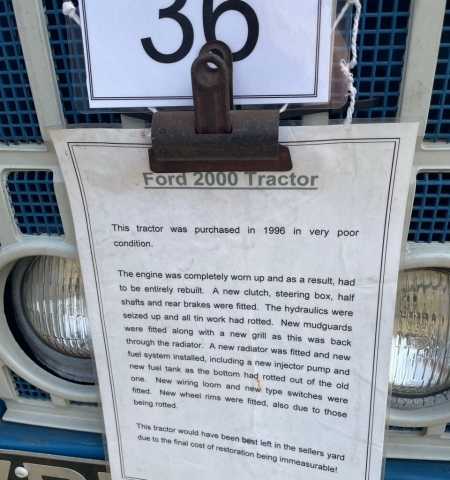 36
Ford 2000 Tractor
This tractor was purchased in 1996 in very poor
condition.
The engine was completely worn up and as a result, had
to be entirely rebuilt. A new clutch, steering box, half
shafts and rear brakes were fitted. The hydraulics were
seized up and all tin work had rotted. New mudguards
were fitted along with a new grill as this was back
through the radiator. A new radiator was fitted and new
fuel system installed, including a new injector pump and
new fuel tank as the bottom had rotted out of the old
one. New wiring loom and new type switches were
fitted. New wheel rims were fitted, also due to those
being rotted.
This tractor would have been best left in the sellers yard
due to the final cost of restoration being immeasurable!